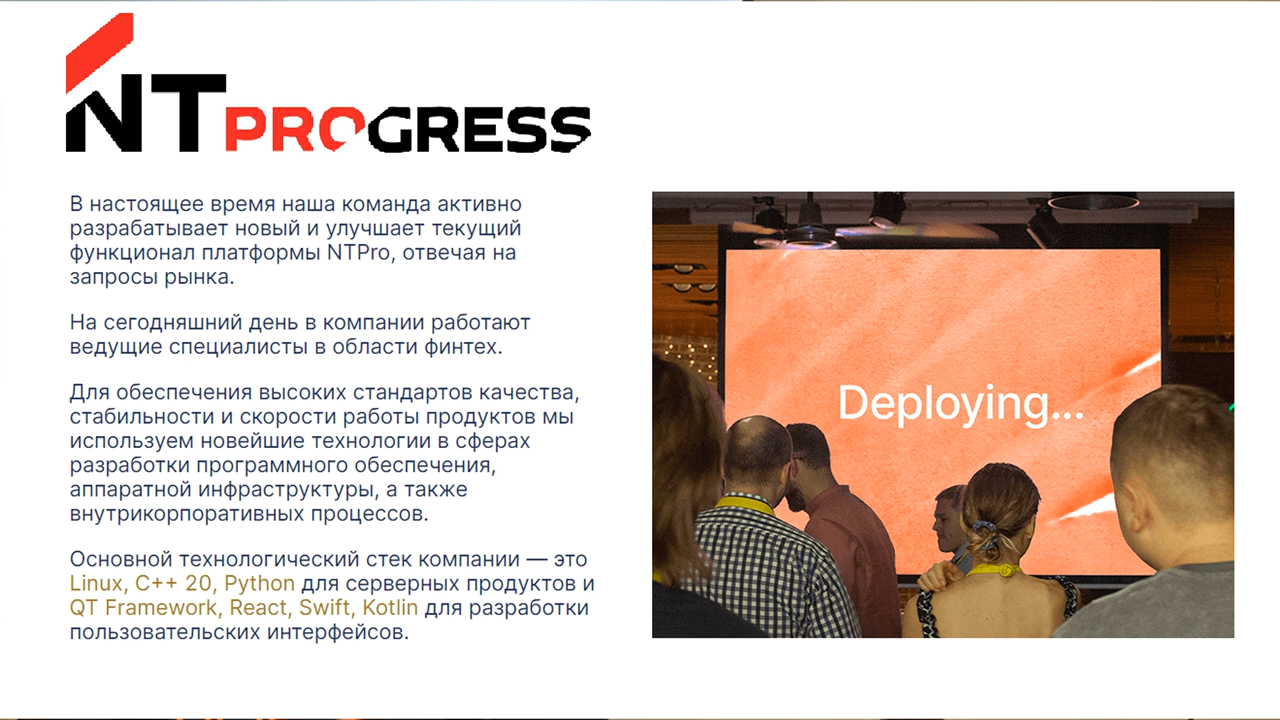 NTPROGRESS
В настоящее время наша команда активно
разрабатывает новый и улучшает текущий
функционал платформы NTPro, отвечая на
запросы рынка.
На сегодняшний день в компании работают
ведущие специалисты в области финтех.
Для обеспечения высоких стандартов качества,
стабильности и скорости работы продуктов мы
используем новейшие технологии в сферах
разработки программного обеспечения,
аппаратной инфраструктуры, а также
внутрикорпоративных процессов.
Основной технологический стек компании — это
Linux, C++ 20, Python для серверных продуктов и
QT Framework, React, Swift, Kotlin для разработки
пользовательских интерфейсов.
Deploying...